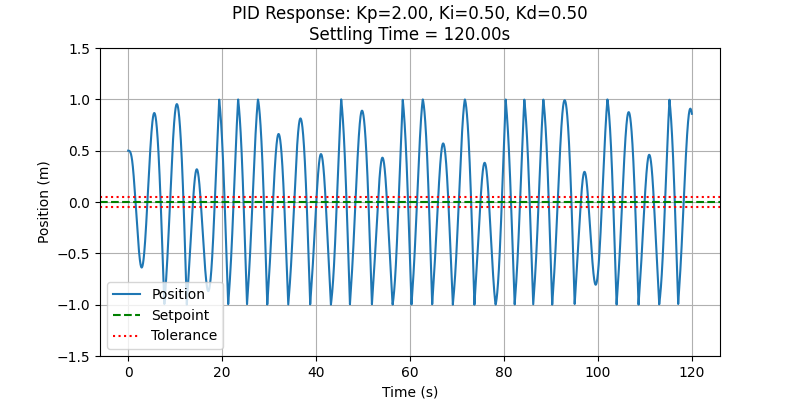 PID Response: Kp=2.00, Ki=0.50, Kd=0.50
Settling Time = 120.00s
Position (m)
1.5
1.0
0.5
0.0
−0.5
−1.0
−1.5
Position
Setpoint
Tolerance
0 20 40 60 80 100 120
Time (s)